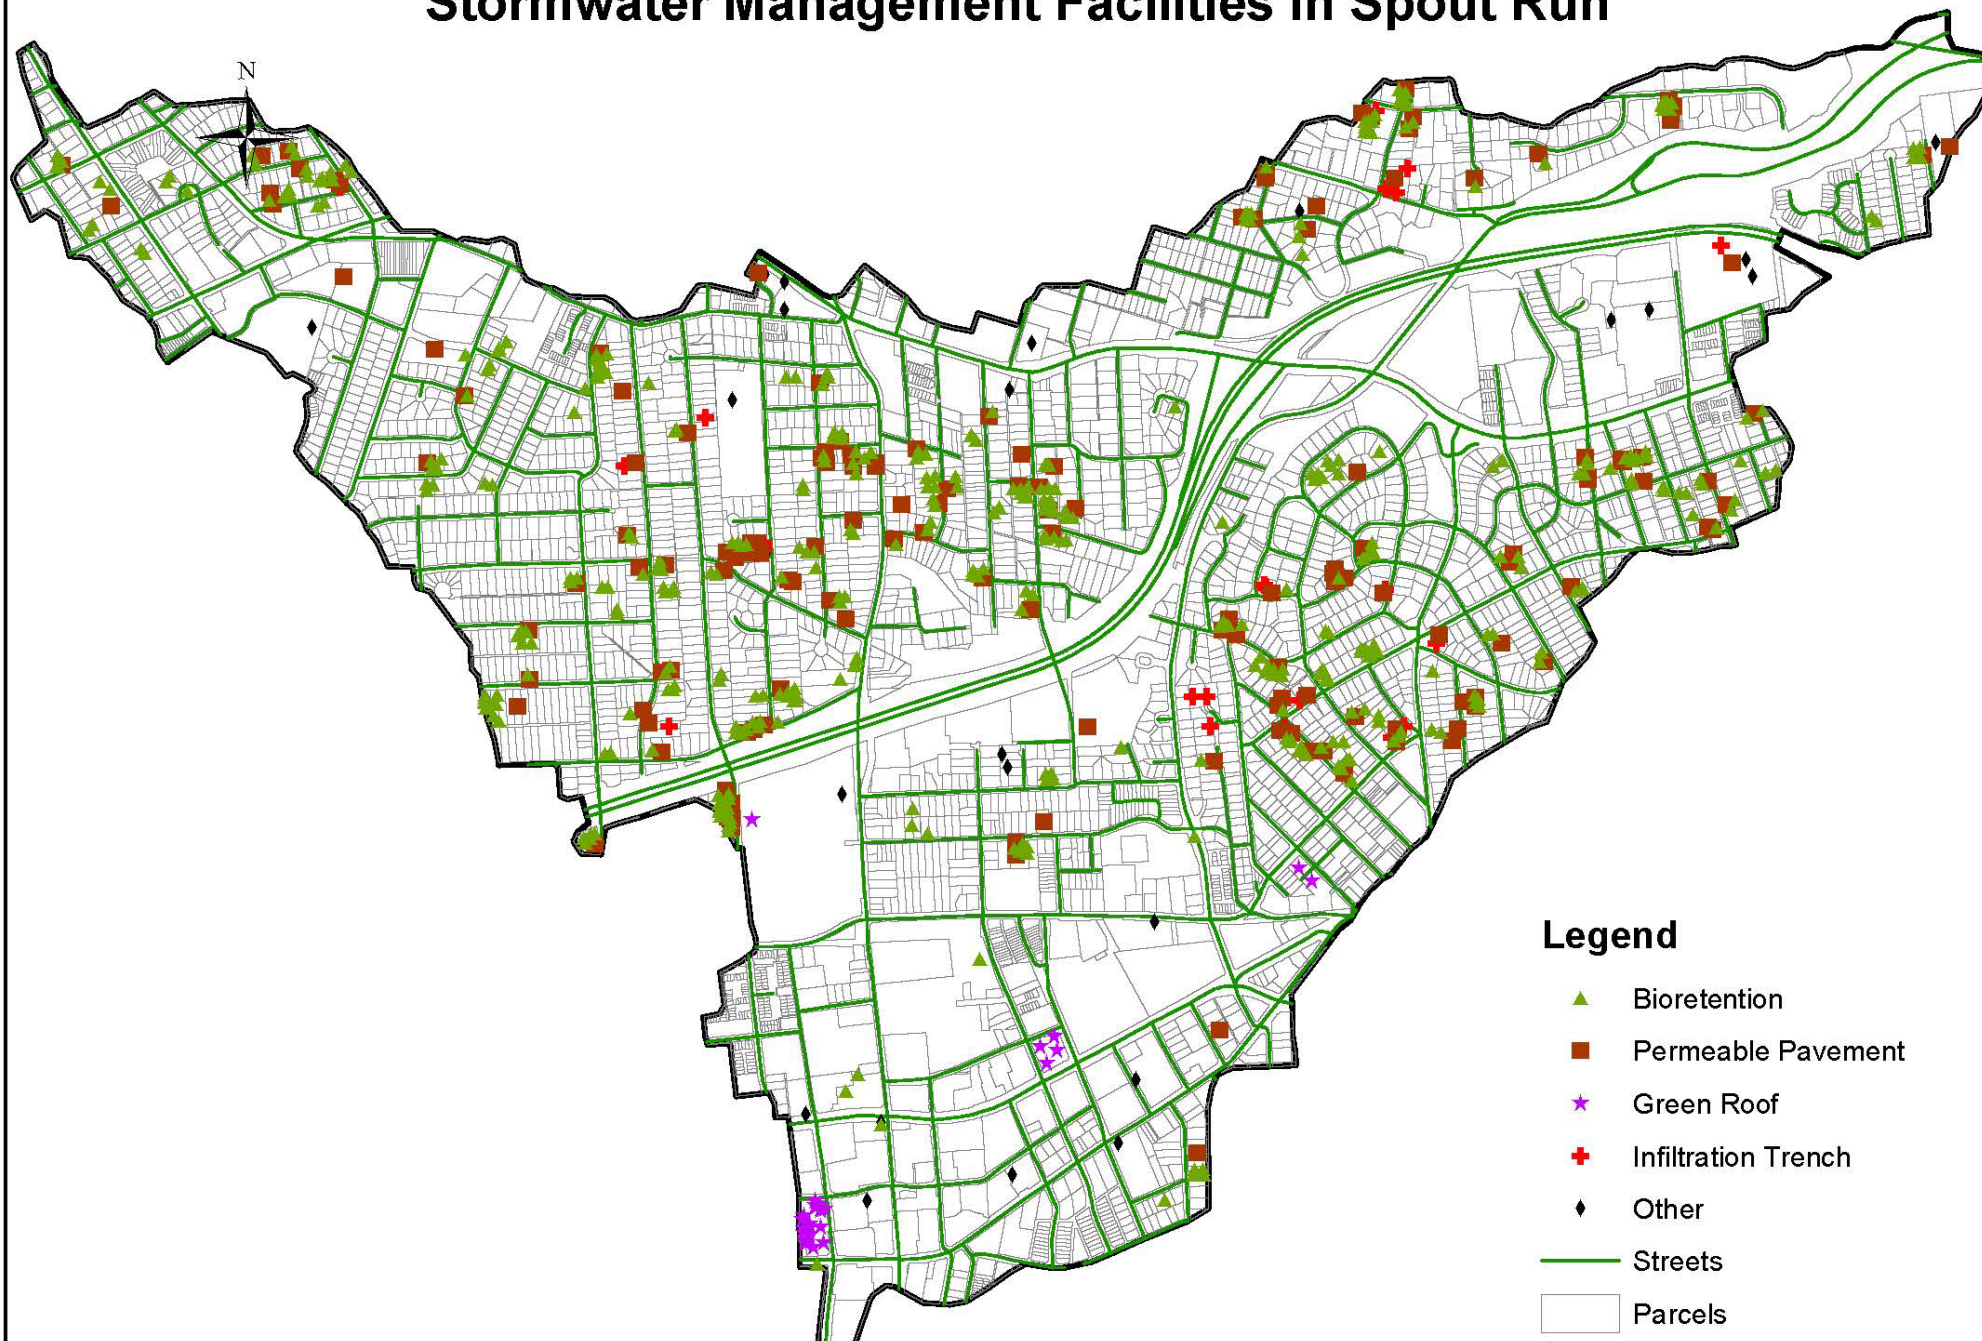 Stormwater Management Facilities in Spout Run
N
Legend
Bioretention
Permeable Pavement
Green Roof
Infiltration Trench
Other
Streets
Parcels